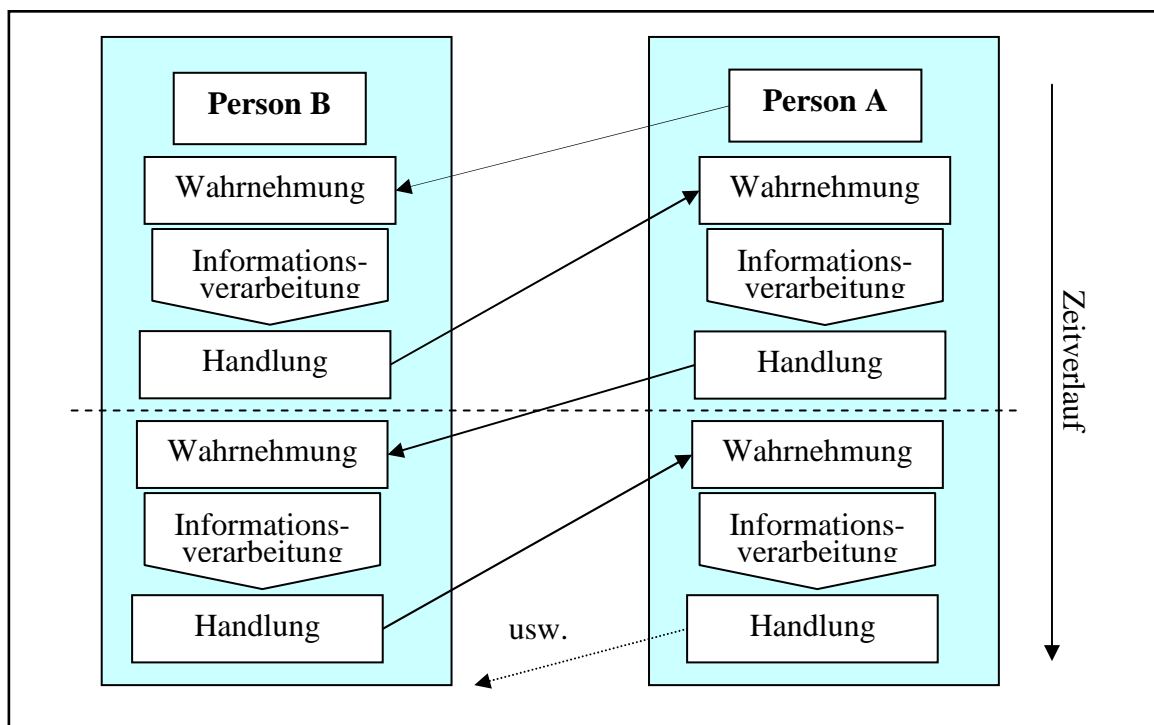 Person B
Wahrnehmung
Informations-
verarbeitung
Handlung
Wahrnehmung
Informations-
verarbeitung
Handlung
Person A
Wahrnehmung
Informations-
verarbeitung
Handlung
Wahrnehmung
Informations-
verarbeitung
Handlung
usw.
Zeitverlauf